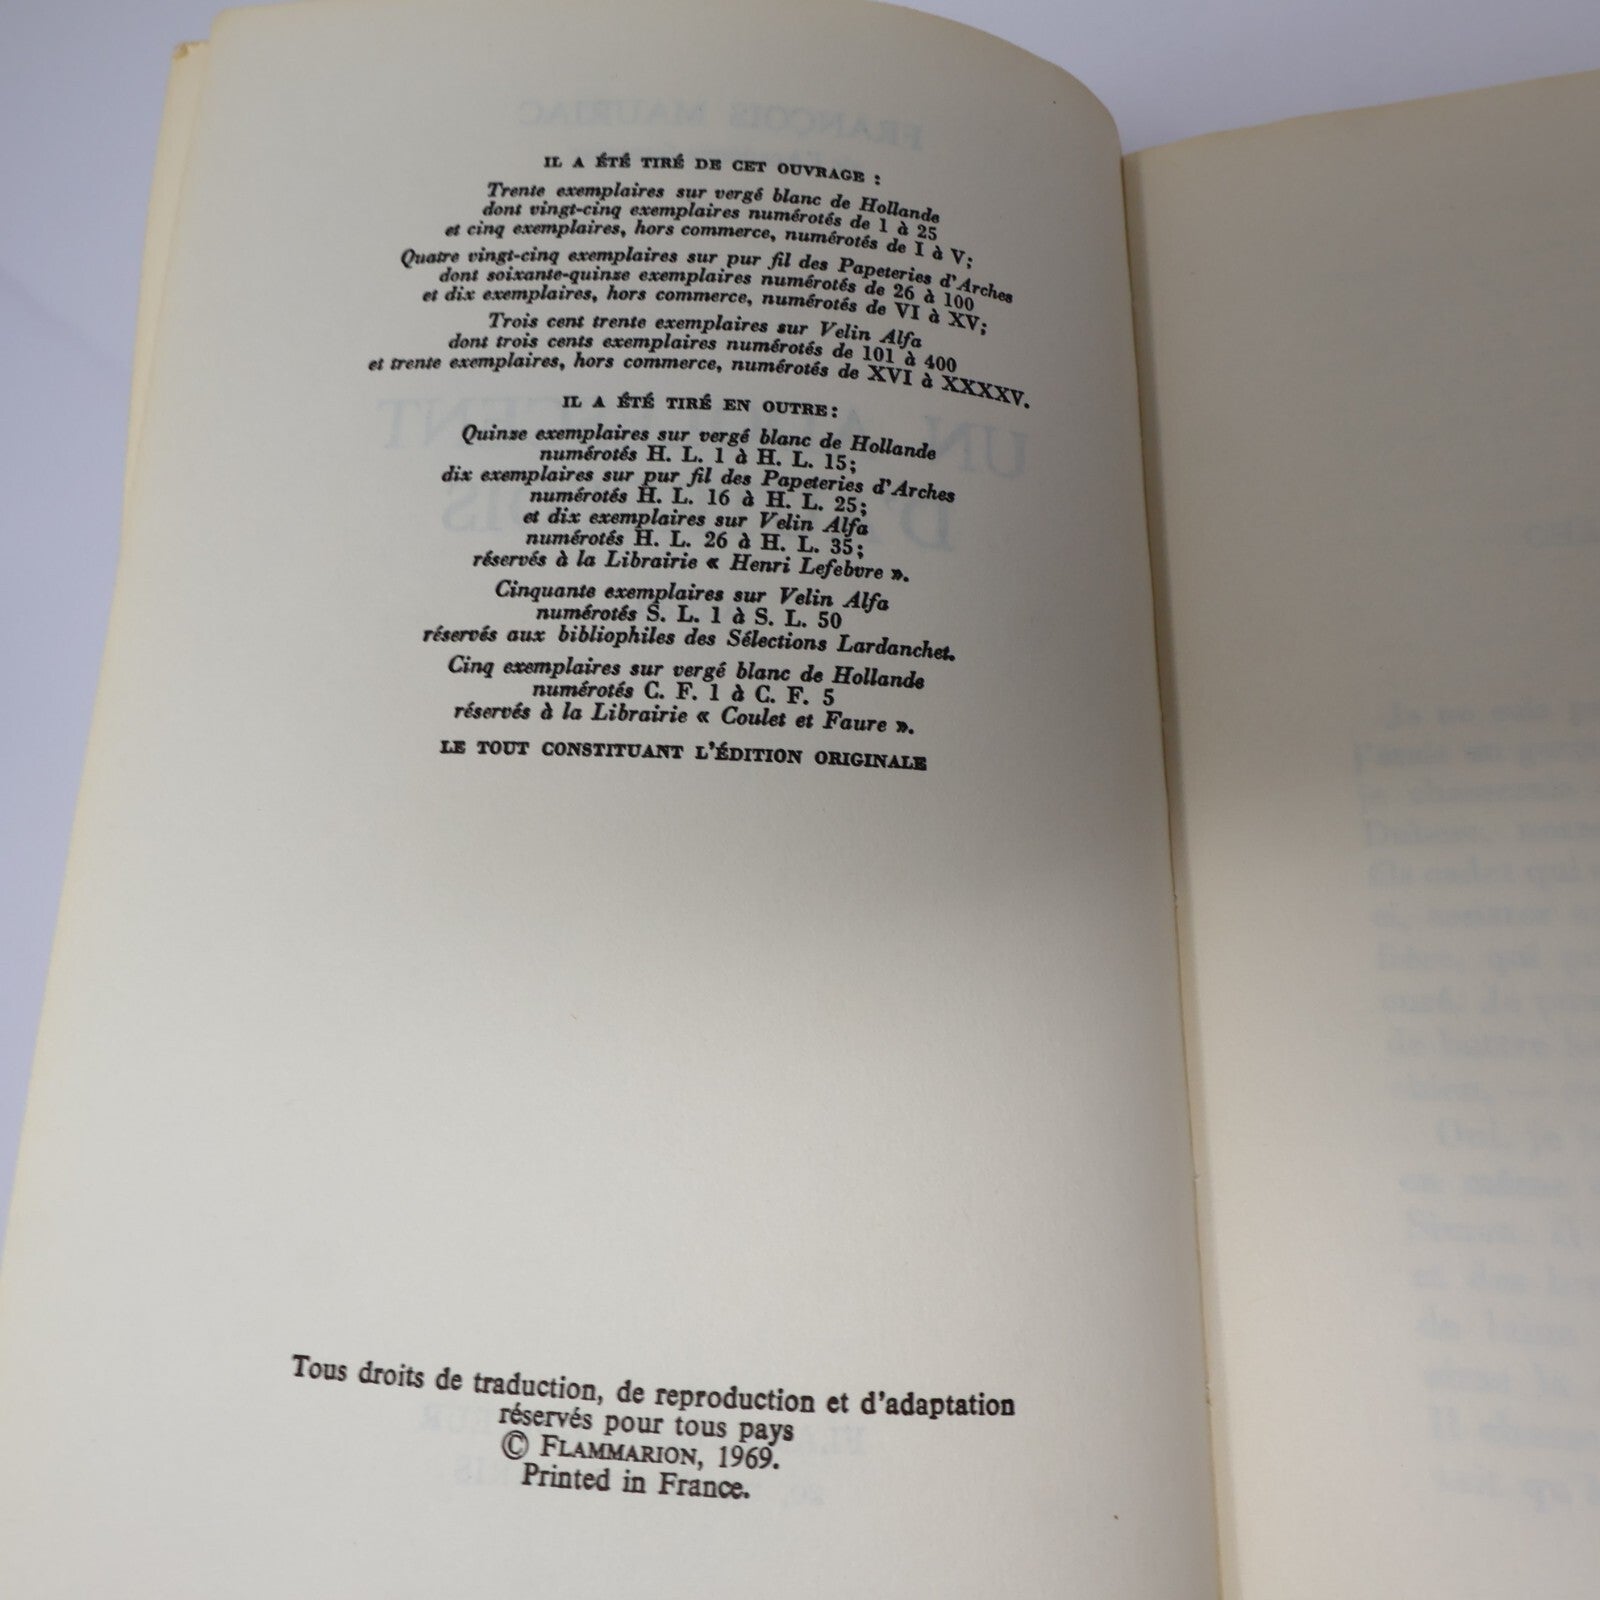 IL A ÉTÉ TIRÉ DE CET OUVRAGE :
Trente exemplaires sur vergé blanc de Hollande
dont vingt-cinq exemplaires numérotés de 1 à 25
et cinq exemplaires, hors commerce, numérotés de I à V;
Quatre vingt-cinq exemplaires sur pur fil des Papeteries d'Arches
dont soixante-quinze exemplaires numérotés de 26 à 100
et dix exemplaires, hors commerce, numérotés de VI à XV;
Trois cent trente exemplaires sur Velin Alfa
dont trois cents exemplaires numérotés de 101 à 400
et trente exemplaires, hors commerce, numérotés de XVI à XXXXV.
IL A ÉTÉ TIRÉ EN OUTRE:
Quinze exemplaires sur vergé blanc de Hollande
numérotés H. L. 1 à H. L. 15;
dix exemplaires sur pur fil des Papeteries d'Arches
numérotés H. L. 16 à H. L. 25;
et dix exemplaires sur Velin Alfa
numérotés H. L. 26 à H. L. 35;
réservés à la Librairie « Henri Lefebvre ».
Cinquante exemplaires sur Velin Alfa
numérotés S. L. 1 à S. L. 50
réservés aux bibliophiles des Sélections Lardanchet.
Cinq exemplaires sur vergé blanc de Hollande
numérotés C. F. 1 à C. F. 5
réservés à la Librairie « Coulet et Faure ».
LE TOUT CONSTITUANT L'ÉDITION ORIGINALE
Tous droits de traduction, de reproduction et d'adaptation
réservés pour tous pays
© FLAMMARION, 1969.
Printed in France.